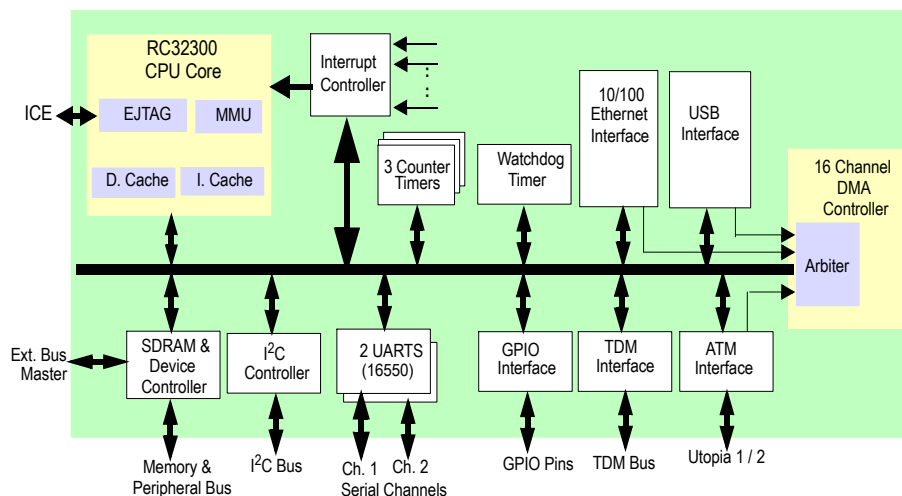 RC32300
CPU Core
EJTAG
MMU
D. Cache
I. Cache
ICE
Interrupt
Controller
3 Counter
Timers
Watchdog
Timer
10/100
Ethernet
Interface
USB
Interface
16 Channel
DMA
Controller
Arbiter
Ext. Bus
Master
SDRAM &
Device
Controller
I²C
Controller
2 UARTS
(16550)
GPIO
Interface
TDM
Interface
ATM
Interface
Memory &
Peripheral Bus
I²C Bus
Ch. 1
Ch. 2
Serial Channels
GPIO Pins
TDM Bus
Utopia 1 / 2